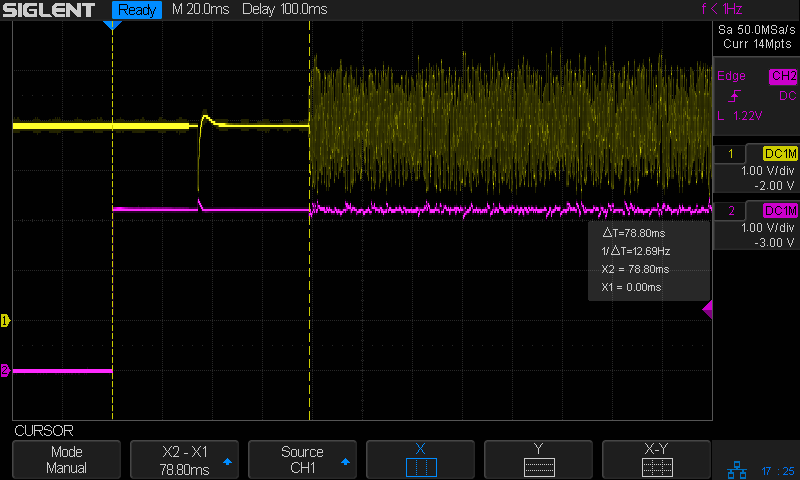 SIGLENT Ready M 20.0ms Delay 100.0ms f < 1Hz
Sa 50.0MSa/s
Curr 14Mpts
Edge CH2
DC
L 1.22V
1 DC1M
1.00 V/div
-2.00 V
2 DC1M
1.00 V/div
-3.00 V
△T=78.80ms
1/△T=12.69Hz
X2 = 78.80ms
X1 = 0.00ms
1
2
CURSOR
Mode
Manual
X2 - X1
78.80ms
Source
CH1
X
Y
X-Y
17 : 25